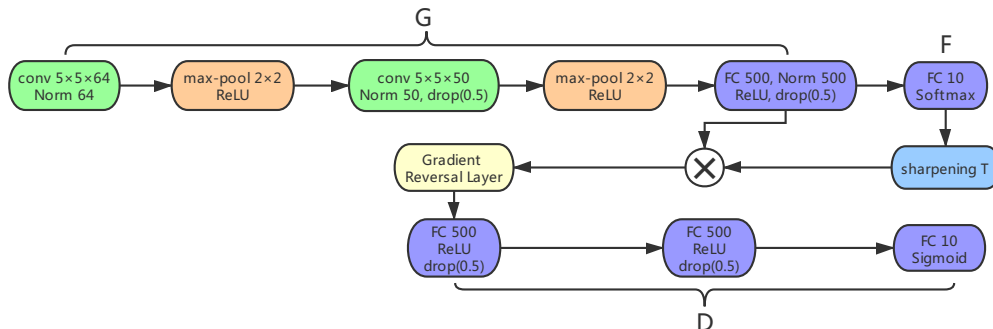 G
F
conv 5×5×64
Norm 64
max-pool 2×2
ReLU
conv 5×5×50
Norm 50, drop(0.5)
max-pool 2×2
ReLU
FC 500, Norm 500
ReLU, drop(0.5)
FC 10
Softmax
Gradient
Reversal Layer
sharpening T
FC 500
ReLU
drop(0.5)
FC 500
ReLU
drop(0.5)
FC 10
Sigmoid
D